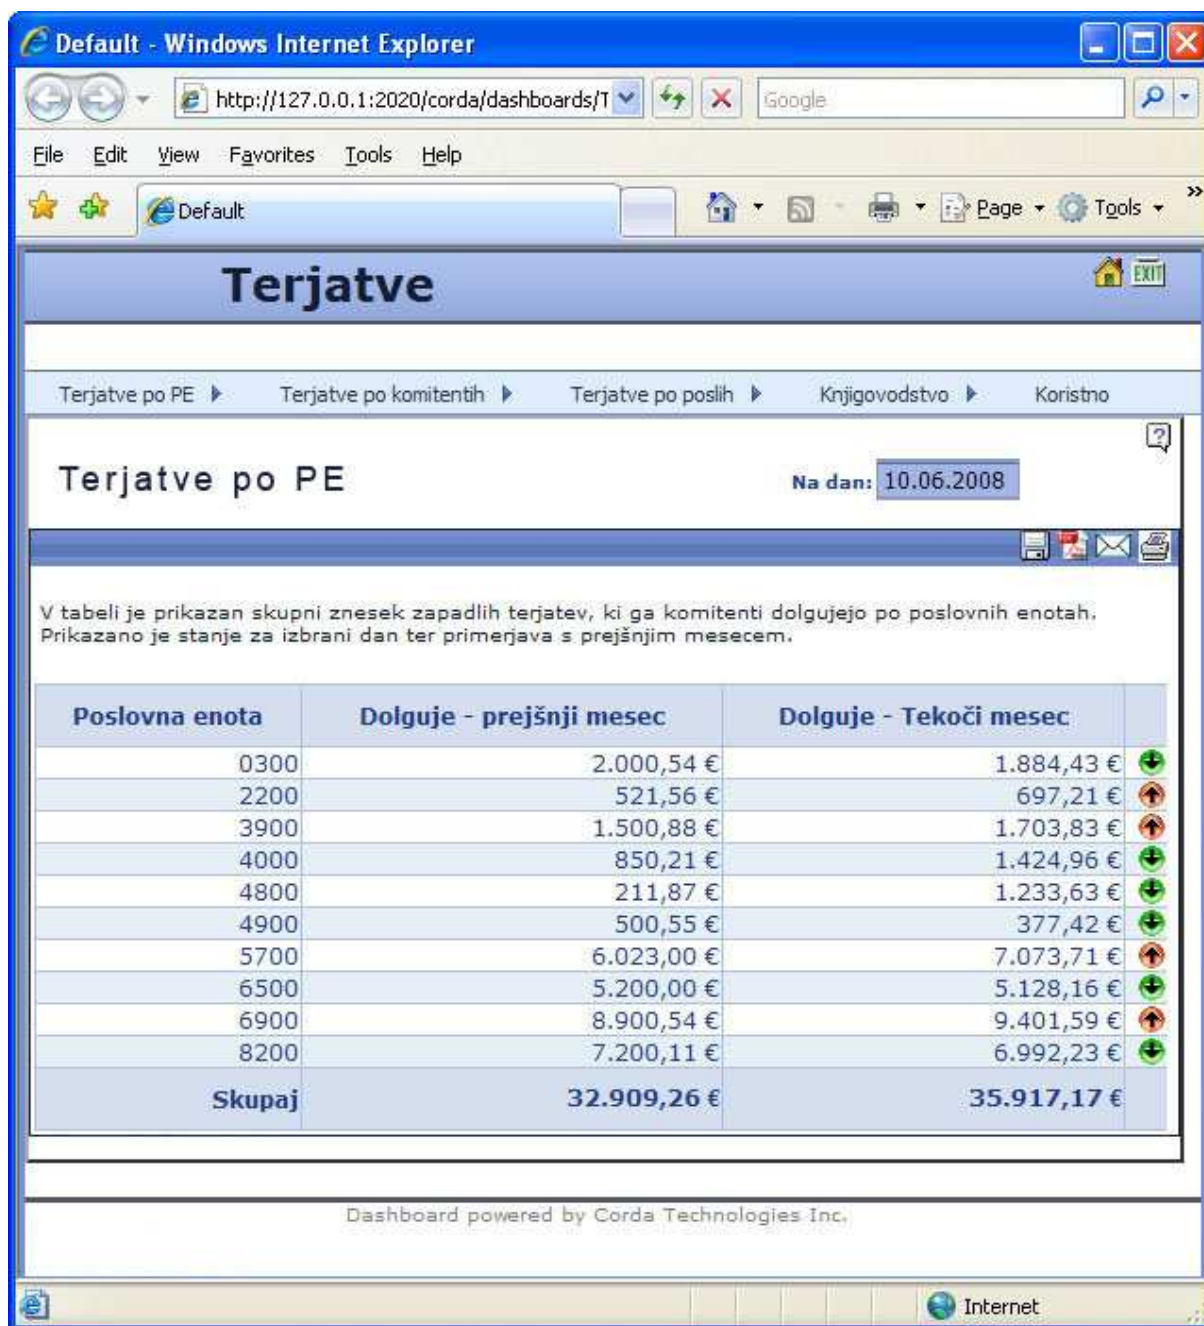 Default - Windows Internet Explorer
http://127.0.0.1:2020/corda/dashboards/T
Google
File Edit View Favorites Tools Help
Default
Page Tools »
Terjatve
EXIT
Terjatve po PE Terjatve po komitentih Terjatve po poslih Knjigovodstvo Koristno
?
Terjatve po PE
Na dan: 10.06.2008
V tabeli je prikazan skupni znesek zapadlih terjatev, ki ga komitenti dolgujejo po poslovnih enotah.
Prikazano je stanje za izbrani dan ter primerjava s prejšnjim mesecem.
Poslovna enota Dolguje - prejšnji mesec Dolguje - Tekoči mesec
0300 2.000,54 € 1.884,43 €
2200 521,56 € 697,21 €
3900 1.500,88 € 1.703,83 €
4000 850,21 € 1.424,96 €
4800 211,87 € 1.233,63 €
4900 500,55 € 377,42 €
5700 6.023,00 € 7.073,71 €
6500 5.200,00 € 5.128,16 €
6900 8.900,54 € 9.401,59 €
8200 7.200,11 € 6.992,23 €
Skupaj 32.909,26 € 35.917,17 €
Dashboard powered by Corda Technologies Inc.
Internet